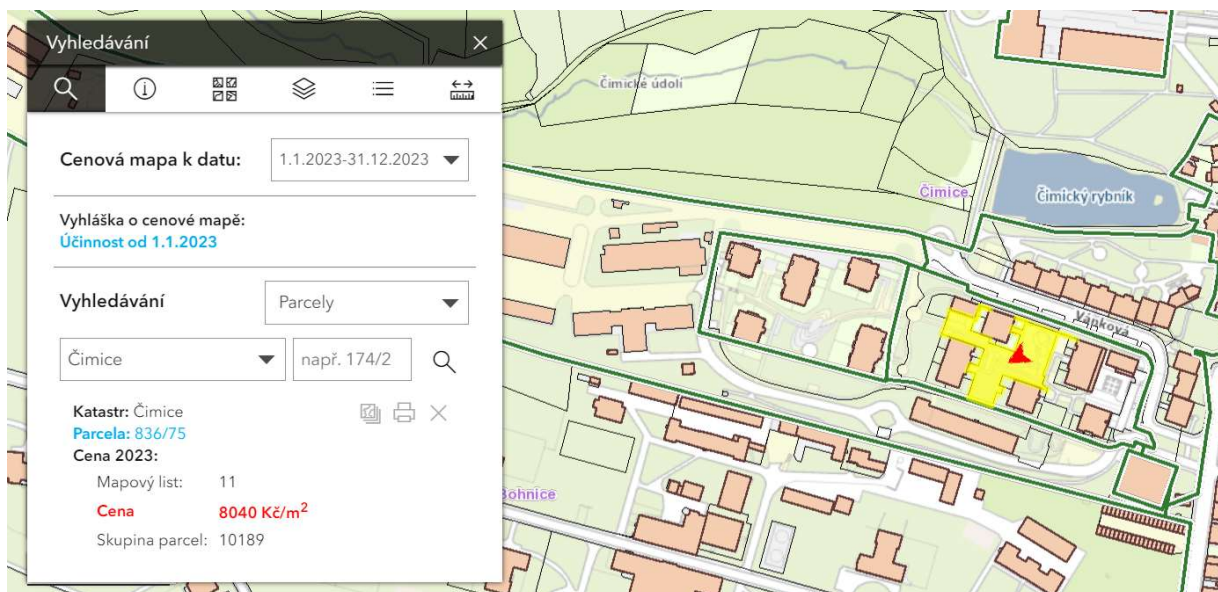 Vyhledávání
Cenová mapa k datu: 1.1.2023-31.12.2023
Vyhláška o cenové mapě:
Účinnost od 1.1.2023
Vyhledávání Parcely
Čimice např. 174/2
Katastr: Čimice
Parcela: 836/75
Cena 2023:
Mapový list: 11
Cena 8040 Kč/m²
Skupina parcel: 10189
Čimické údolí
Čimice
Čimický rybník
Vánková
Bohnice